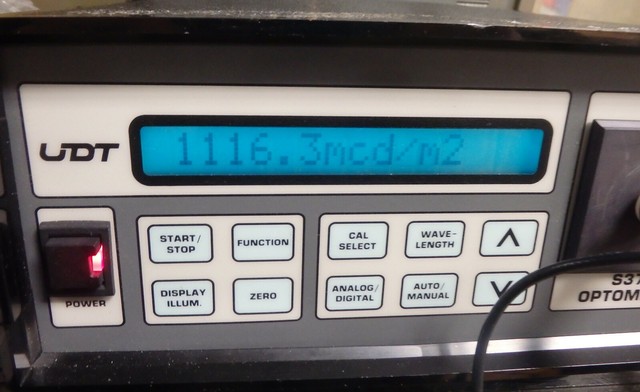 UDT
1116.3mcd/m2
POWER
START/
STOP
FUNCTION
DISPLAY
ILLUM.
ZERO
CAL
SELECT
WAVE-
LENGTH
ANALOG/
DIGITAL
AUTO/
MANUAL
S37
OPTOM